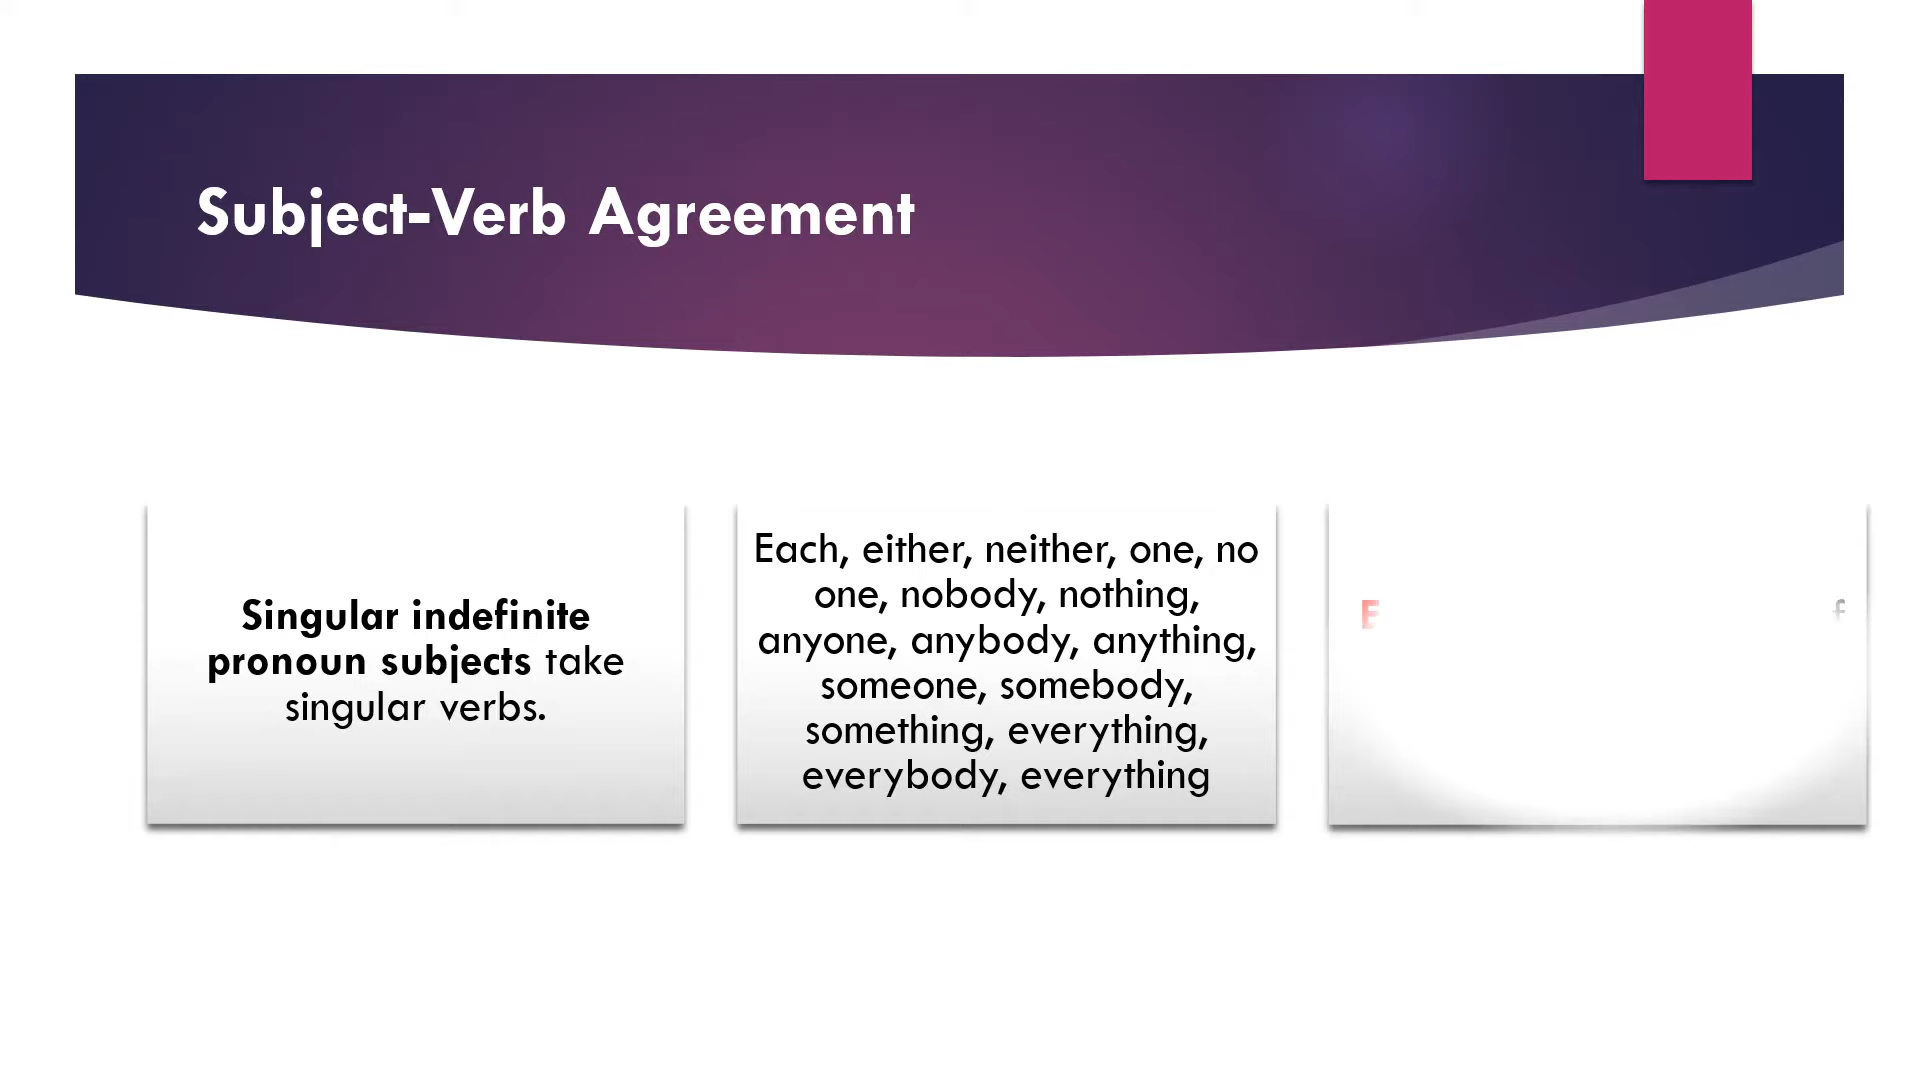 Subject-Verb Agreement
Singular indefinite
pronoun subjects take
singular verbs.
Each, either, neither, one, no
one, nobody, nothing,
anyone, anybody, anything,
someone, somebody,
something, everything,
everybody, everything